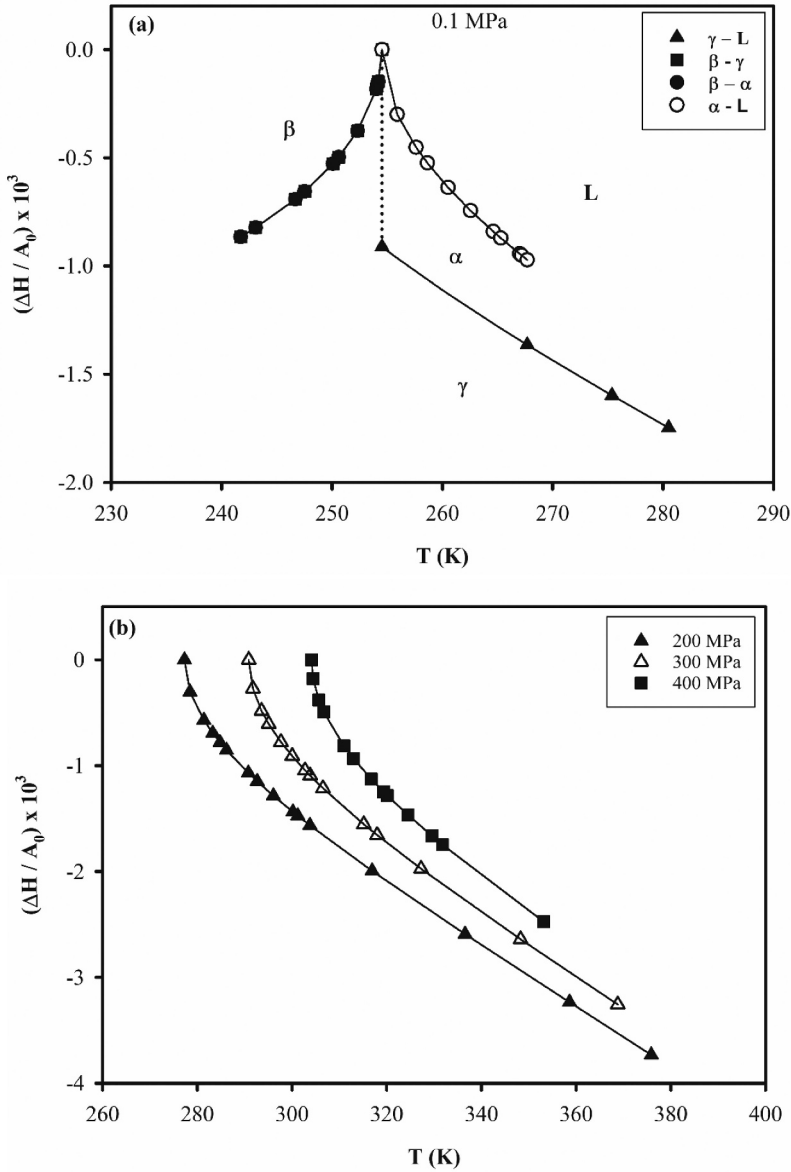 (a)
0.1 MPa
γ – L
β - γ
β – α
α - L
0.0
-0.5
-1.0
-1.5
-2.0
β
L
α
γ
(ΔH / A₀) x 10³
230 240 250 260 270 280 290
T (K)
(b)
200 MPa
300 MPa
400 MPa
0
-1
-2
-3
-4
(ΔH / A₀) x 10³
260 280 300 320 340 360 380 400
T (K)